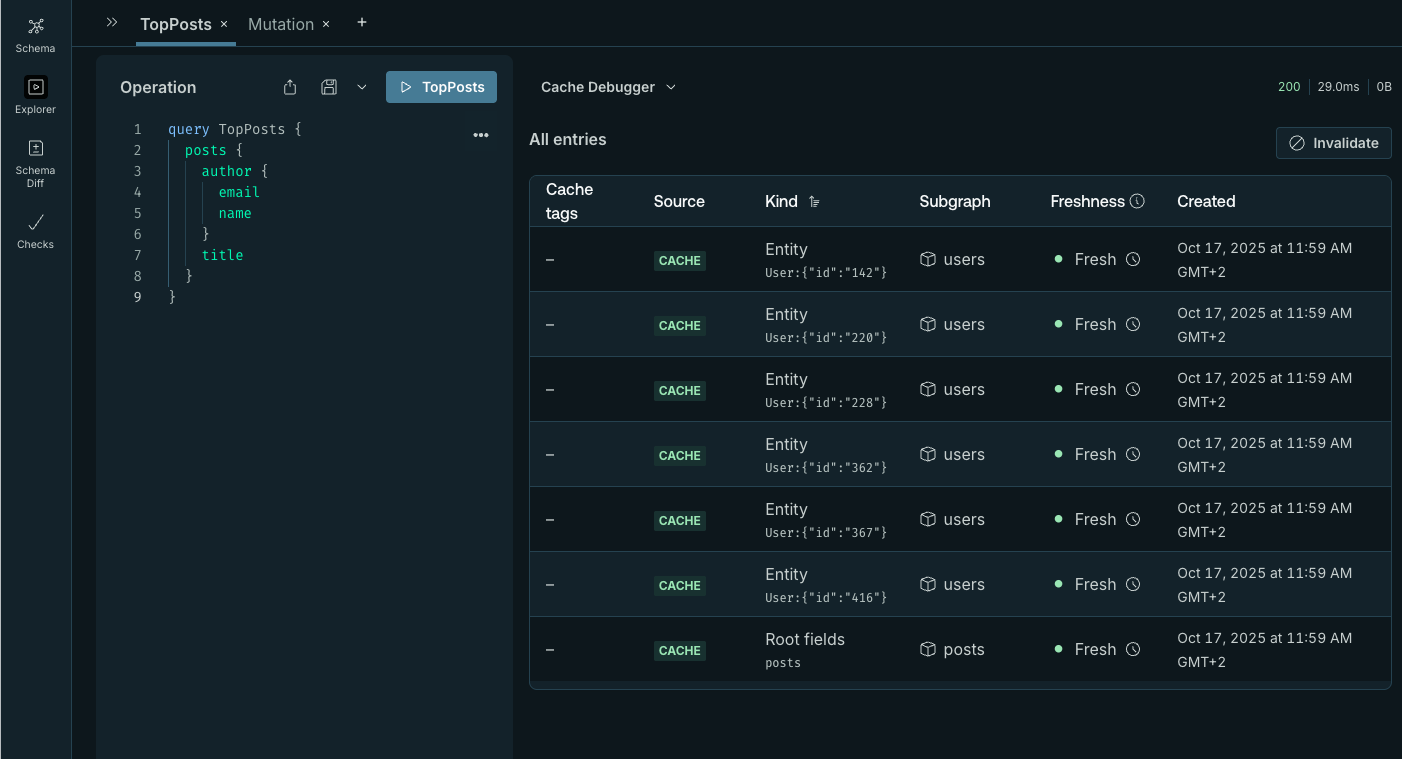 Schema
Explorer
Schema
Diff
Checks
TopPosts × Mutation × +
Operation
TopPosts
1 query TopPosts {
2 posts {
3 author {
4 email
5 name
6 }
7 title
8 }
9 }
Cache Debugger
200 29.0ms 0B
All entries
Invalidate
Cache tags Source Kind Subgraph Freshness Created
– CACHE Entity users Fresh Oct 17, 2025 at 11:59 AM
User:{"id":"142"} GMT+2
– CACHE Entity users Fresh Oct 17, 2025 at 11:59 AM
User:{"id":"220"} GMT+2
– CACHE Entity users Fresh Oct 17, 2025 at 11:59 AM
User:{"id":"228"} GMT+2
– CACHE Entity users Fresh Oct 17, 2025 at 11:59 AM
User:{"id":"362"} GMT+2
– CACHE Entity users Fresh Oct 17, 2025 at 11:59 AM
User:{"id":"367"} GMT+2
– CACHE Entity users Fresh Oct 17, 2025 at 11:59 AM
User:{"id":"416"} GMT+2
– CACHE Root fields posts Fresh Oct 17, 2025 at 11:59 AM
posts GMT+2